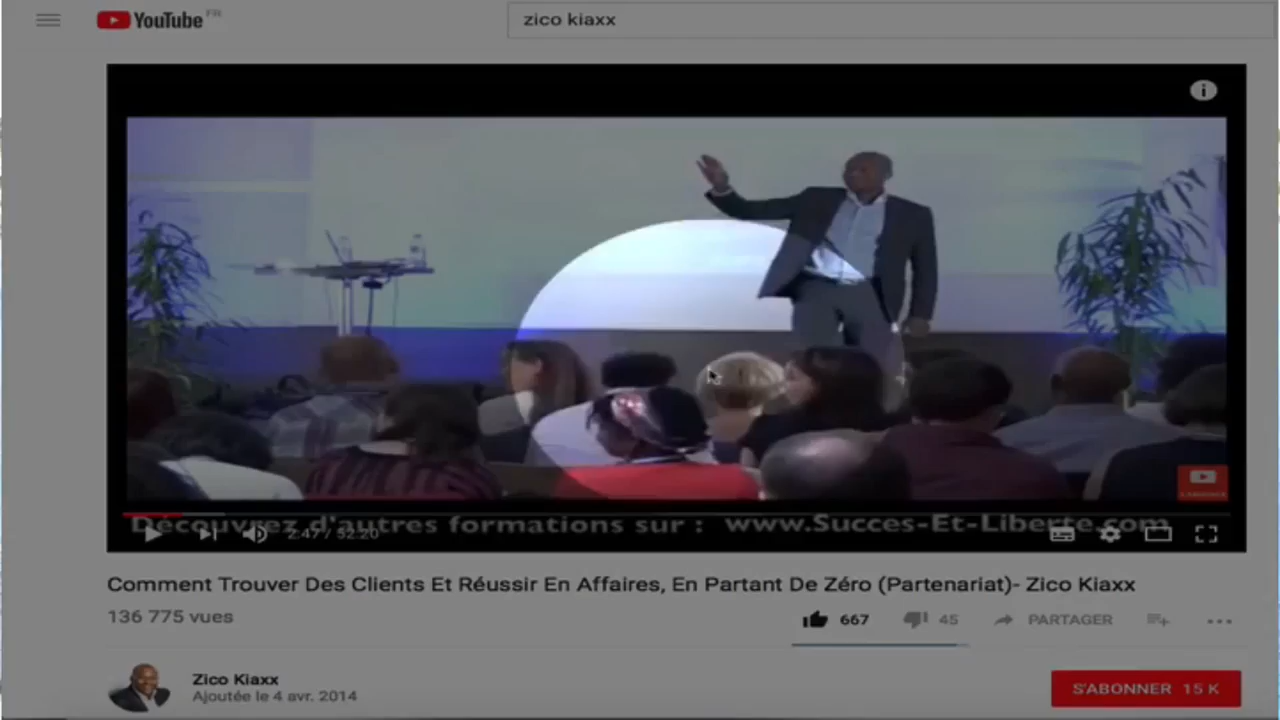 YouTube FR
zico kiaxx
Découvrez d'autres formations sur : www.Succes-Et-Liberte.com
2:47 / 52:20
Comment Trouver Des Clients Et Réussir En Affaires, En Partant De Zéro (Partenariat)- Zico Kiaxx
136 775 vues
667
45
PARTAGER
Zico Kiaxx
Ajoutée le 4 avr. 2014
S'ABONNER 15 K